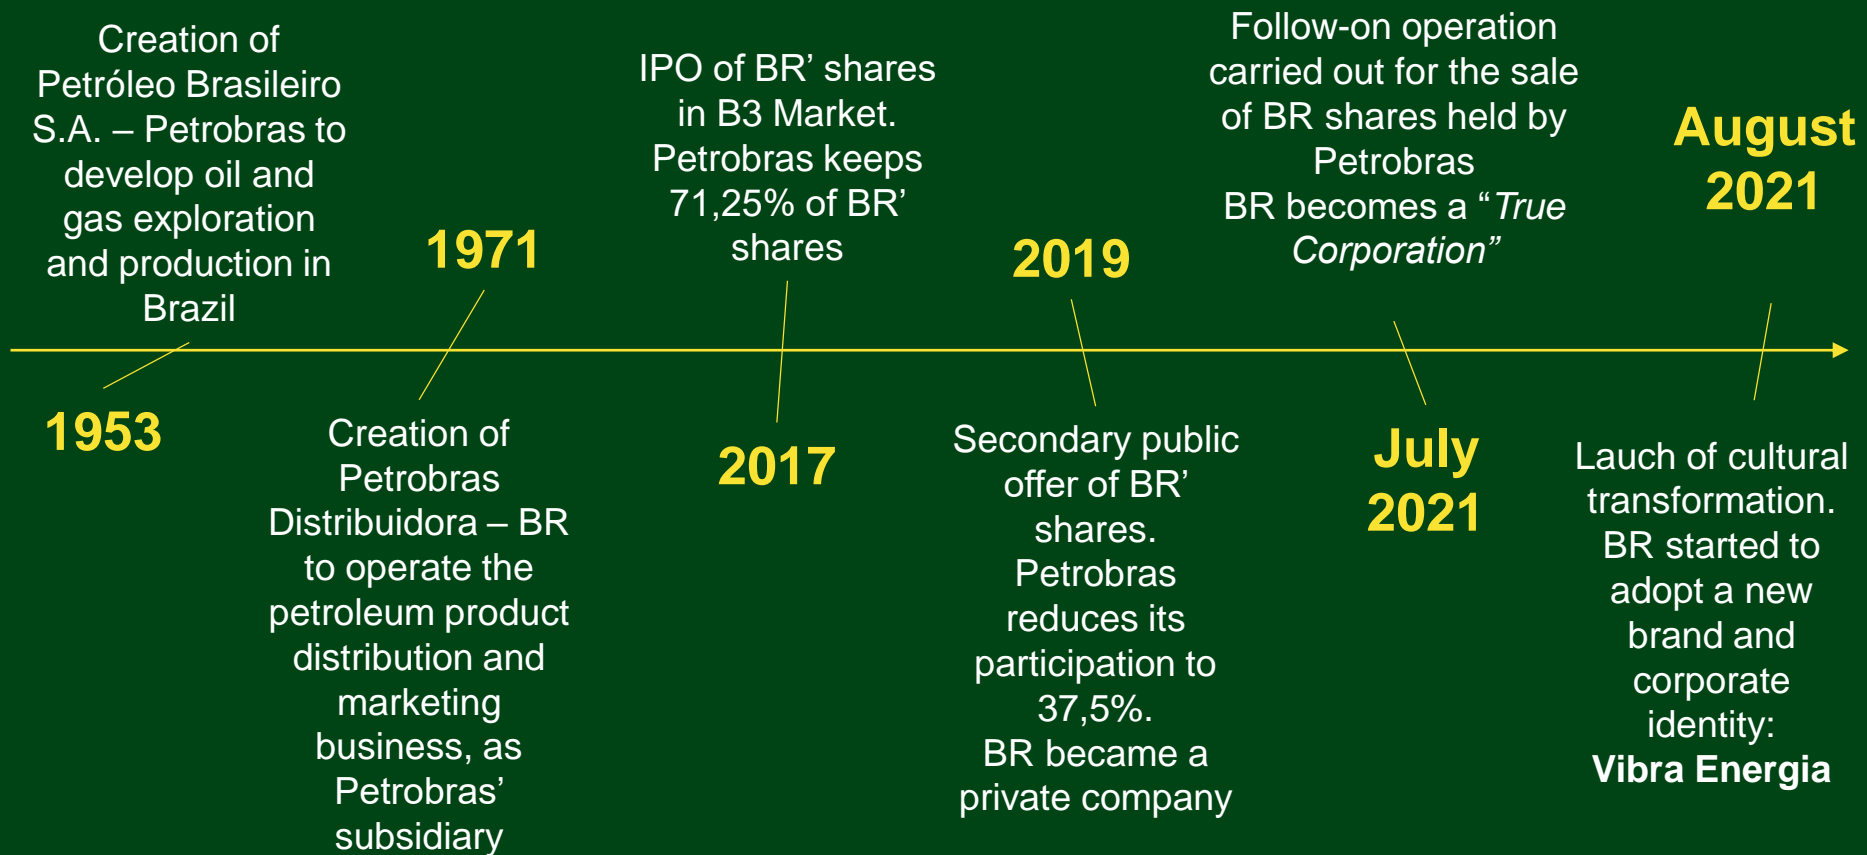 Creation of
Petróleo Brasileiro
S.A. – Petrobras to
develop oil and
gas exploration
and production in
Brazil
1953
1971
Creation of
Petrobras
Distribuidora – BR
to operate the
petroleum product
distribution and
marketing
business, as
Petrobras’
subsidiary
IPO of BR’ shares
in B3 Market.
Petrobras keeps
71,25% of BR’
shares
2017
2019
Secondary public
offer of BR’
shares.
Petrobras
reduces its
participation to
37,5%.
BR became a
private company
Follow-on operation
carried out for the sale
of BR shares held by
Petrobras
BR becomes a “True
Corporation”
July
2021
August
2021
Lauch of cultural
transformation.
BR started to
adopt a new
brand and
corporate
identity:
Vibra Energia